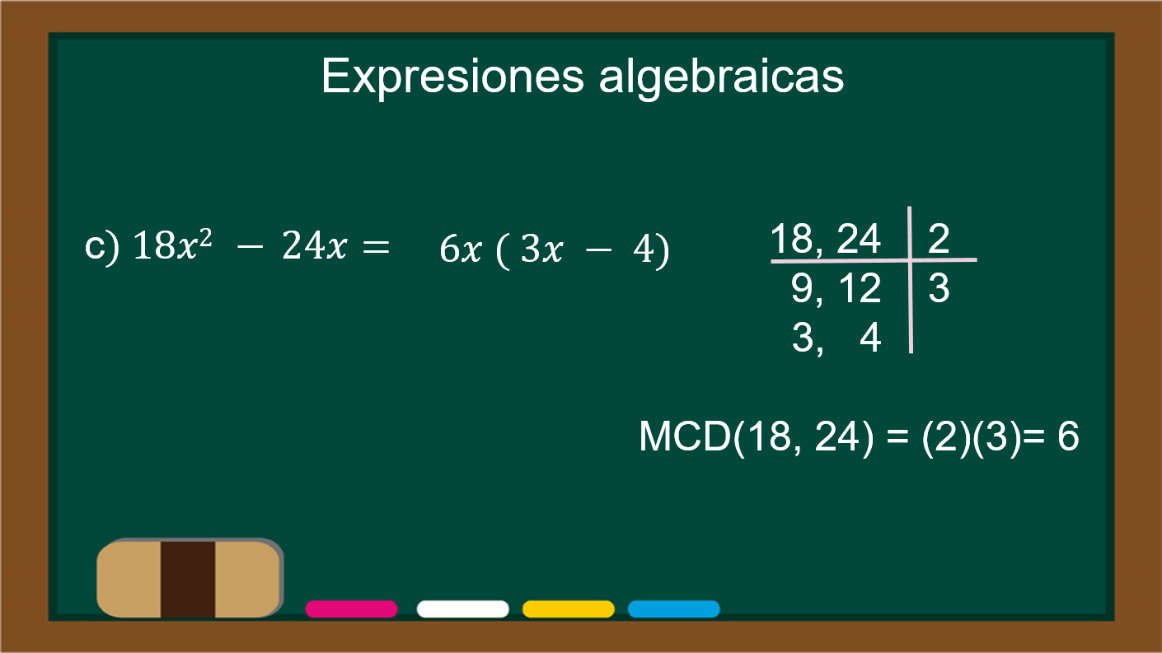 Expresiones algebraicas
c) 18x² − 24x = 6x ( 3x − 4)
18, 24 | 2
9, 12 | 3
3, 4 |
MCD(18, 24) = (2)(3)= 6